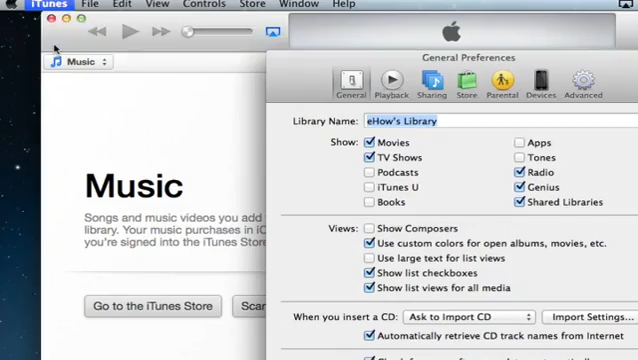 iTunes File Edit View Controls Store Window Help
Music
General Preferences
General Playback Sharing Store Parental Devices Advanced
Library Name: eHow's Library
Show: Movies Apps
TV Shows Tones
Podcasts Radio
iTunes U Genius
Books Shared Libraries
Views: Show Composers
Use custom colors for open albums, movies, etc.
Use large text for list views
Show list checkboxes
Show list views for all media
When you insert a CD: Ask to Import CD Import Settings...
Automatically retrieve CD track names from Internet
Music
Songs and music videos you add
library. Your music purchases in iC
you're signed into the iTunes Store
Go to the iTunes Store Scan